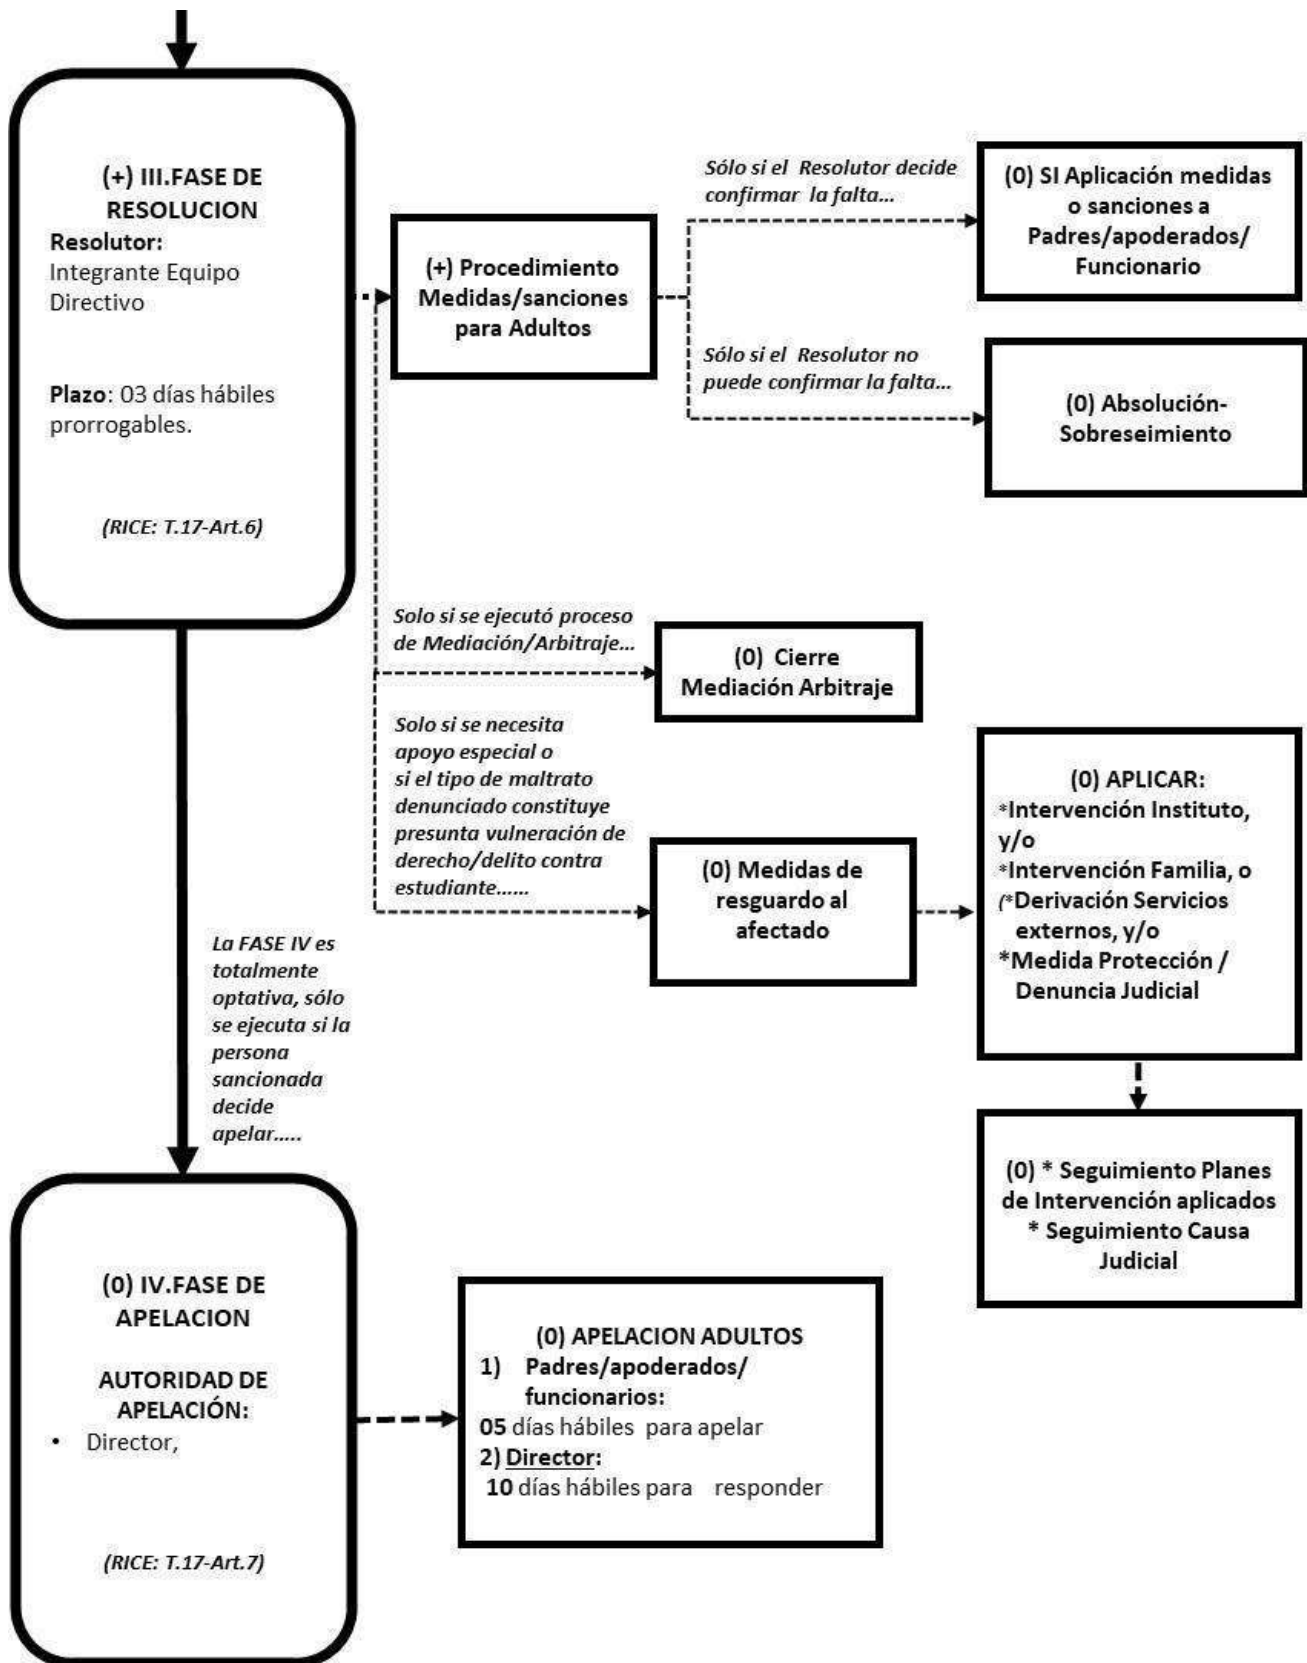 (+) III.FASE DE
RESOLUCION
Resolutor:
Integrante Equipo
Directivo
Plazo: 03 días hábiles
prorrogables.
(RICE: T.17-Art.6)
(+) Procedimiento
Medidas/sanciones
para Adultos
Sólo si el Resolutor decide
confirmar la falta...
(0) SI Aplicación medidas
o sanciones a
Padres/apoderados/
Funcionario
Sólo si el Resolutor no
puede confirmar la falta...
(0) Absolución-
Sobreseimiento
Solo si se ejecutó proceso
de Mediación/Arbitraje...
(0) Cierre
Mediación Arbitraje
Solo si se necesita
apoyo especial o
si el tipo de maltrato
denunciado constituye
presunta vulneración de
derecho/delito contra
estudiante......
(0) Medidas de
resguardo al
afectado
(0) APLICAR:
*Intervención Instituto,
y/o
*Intervención Familia, o
(*Derivación Servicios
externos, y/o
*Medida Protección /
Denuncia Judicial
(0) * Seguimiento Planes
de Intervención aplicados
* Seguimiento Causa
Judicial
La FASE IV es
totalmente
optativa, sólo
se ejecuta si la
persona
sancionada
decide
apelar.....
(0) IV.FASE DE
APELACION
AUTORIDAD DE
APELACIÓN:
• Director,
(RICE: T.17-Art.7)
(0) APELACION ADULTOS
1) Padres/apoderados/
funcionarios:
05 días hábiles para apelar
2) Director:
10 días hábiles para responder